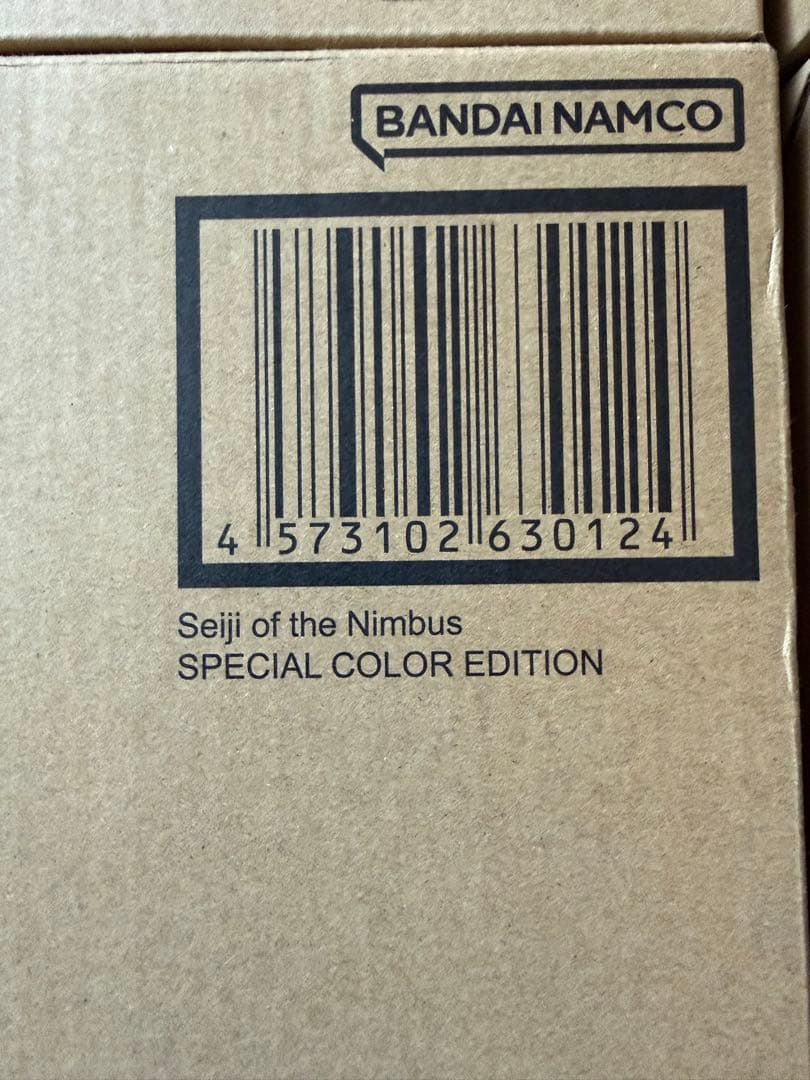 BANDAI NAMCO
4 573102 630124
Seiji of the Nimbus
SPECIAL COLOR EDITION